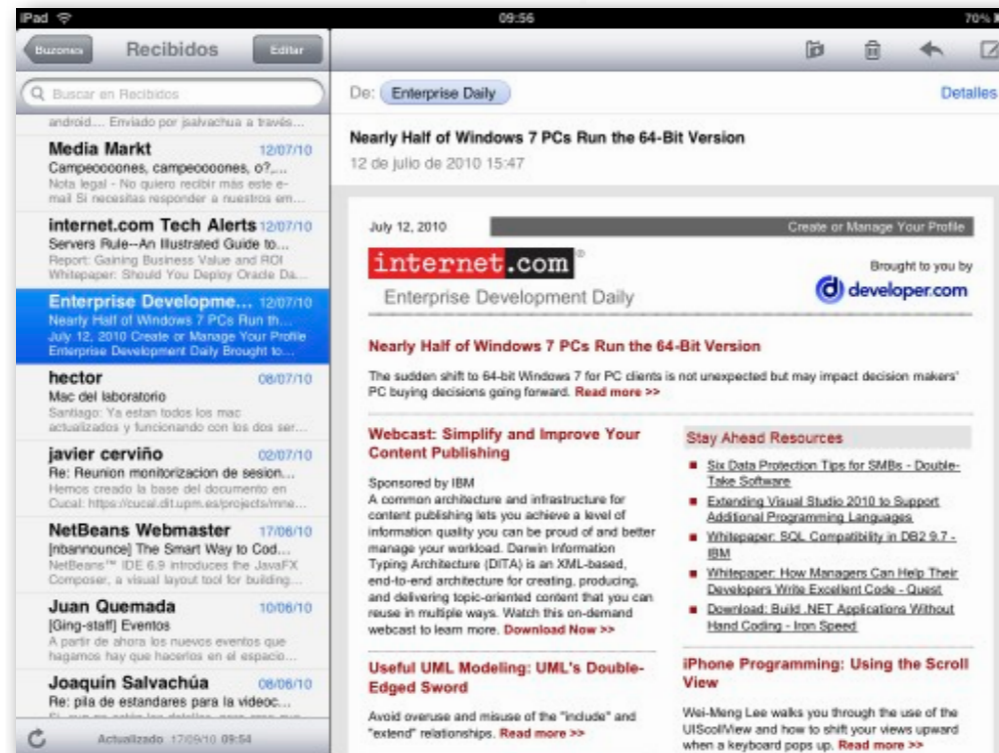 iPad
09:56
70%
Buzones
Recibidos
Editar
Buscar en Recibidos
android.... Enviado por jsalvachua a través...
Media Markt 12/07/10
Campeooones, campeooones, o?,...
Nota legal - No quiero recibir más este e-
mail Si necesitas responder a nuestros em...
internet.com Tech Alerts 12/07/10
Servers Rule--An Illustrated Guide to...
Report: Gaining Business Value and ROI
Whitepaper: Should You Deploy Oracle Da...
Enterprise Developme... 12/07/10
Nearly Half of Windows 7 PCs Run th...
July 12, 2010 Create or Manage Your Profile
Enterprise Development Daily Brought to...
hector 08/07/10
Mac del laboratorio
Santiago: Ya estan todos los mac
actualizados y funcionando con los dos ser...
javier cerviño 02/07/10
Re: Reunion monitorizacion de sesion...
Hemos creado la base del documento en
Cucal: https://cucal.dit.upm.es/projects/mne...
NetBeans Webmaster 17/06/10
[nbannounce] The Smart Way to Cod...
NetBeans™ IDE 6.9 introduces the JavaFX
Composer, a visual layout tool for building...
Juan Quemada 10/06/10
[Ging-staff] Eventos
A partir de ahora los nuevos eventos que
hagamos hay que hacerlos en el espacio...
Joaquín Salvachúa 08/06/10
Re: pila de estandares para la videoc...
Actualizado 17/09/10 09:54
De: Enterprise Daily
Detalles
Nearly Half of Windows 7 PCs Run the 64-Bit Version
12 de julio de 2010 15:47
July 12, 2010
Create or Manage Your Profile
internet.com®
Enterprise Development Daily
Brought to you by
developer.com
Nearly Half of Windows 7 PCs Run the 64-Bit Version
The sudden shift to 64-bit Windows 7 for PC clients is not unexpected but may impact decision makers'
PC buying decisions going forward. Read more >>
Webcast: Simplify and Improve Your
Content Publishing
Sponsored by IBM
A common architecture and infrastructure for
content publishing lets you achieve a level of
information quality you can be proud of and better
manage your workload. Darwin Information
Typing Architecture (DITA) is an XML-based,
end-to-end architecture for creating, producing,
and delivering topic-oriented content that you can
reuse in multiple ways. Watch this on-demand
webcast to learn more. Download Now >>
Useful UML Modeling: UML's Double-
Edged Sword
Avoid overuse and misuse of the "include" and
"extend" relationships. Read more >>
Stay Ahead Resources
Six Data Protection Tips for SMBs - Double-
Take Software
Extending Visual Studio 2010 to Support
Additional Programming Languages
Whitepaper: SQL Compatibility in DB2 9.7 -
IBM
Whitepaper: How Managers Can Help Their
Developers Write Excellent Code - Quest
Download: Build .NET Applications Without
Hand Coding - Iron Speed
iPhone Programming: Using the Scroll
View
Wei-Meng Lee walks you through the use of the
UIScollView and how to shift your views upward
when a keyboard pops up. Read more >>